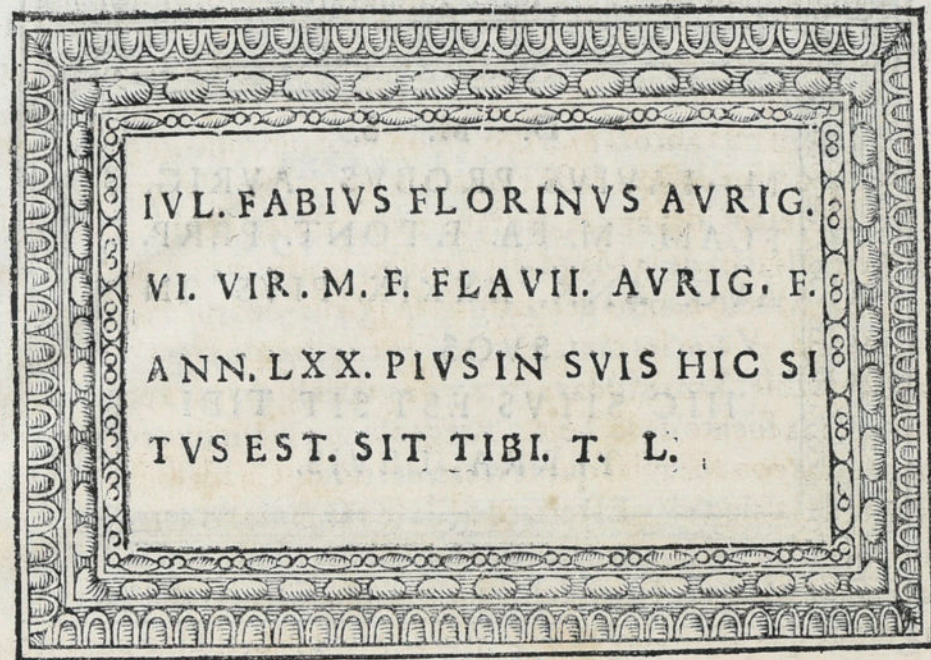 IVL. FABIVS FLORINVS AVRIG.
VI. VIR. M. F. FLAVII. AVRIG. F.
ANN. LXX. PIVS IN SVIS HIC SI
TVS EST. SIT TIBI. T. L.